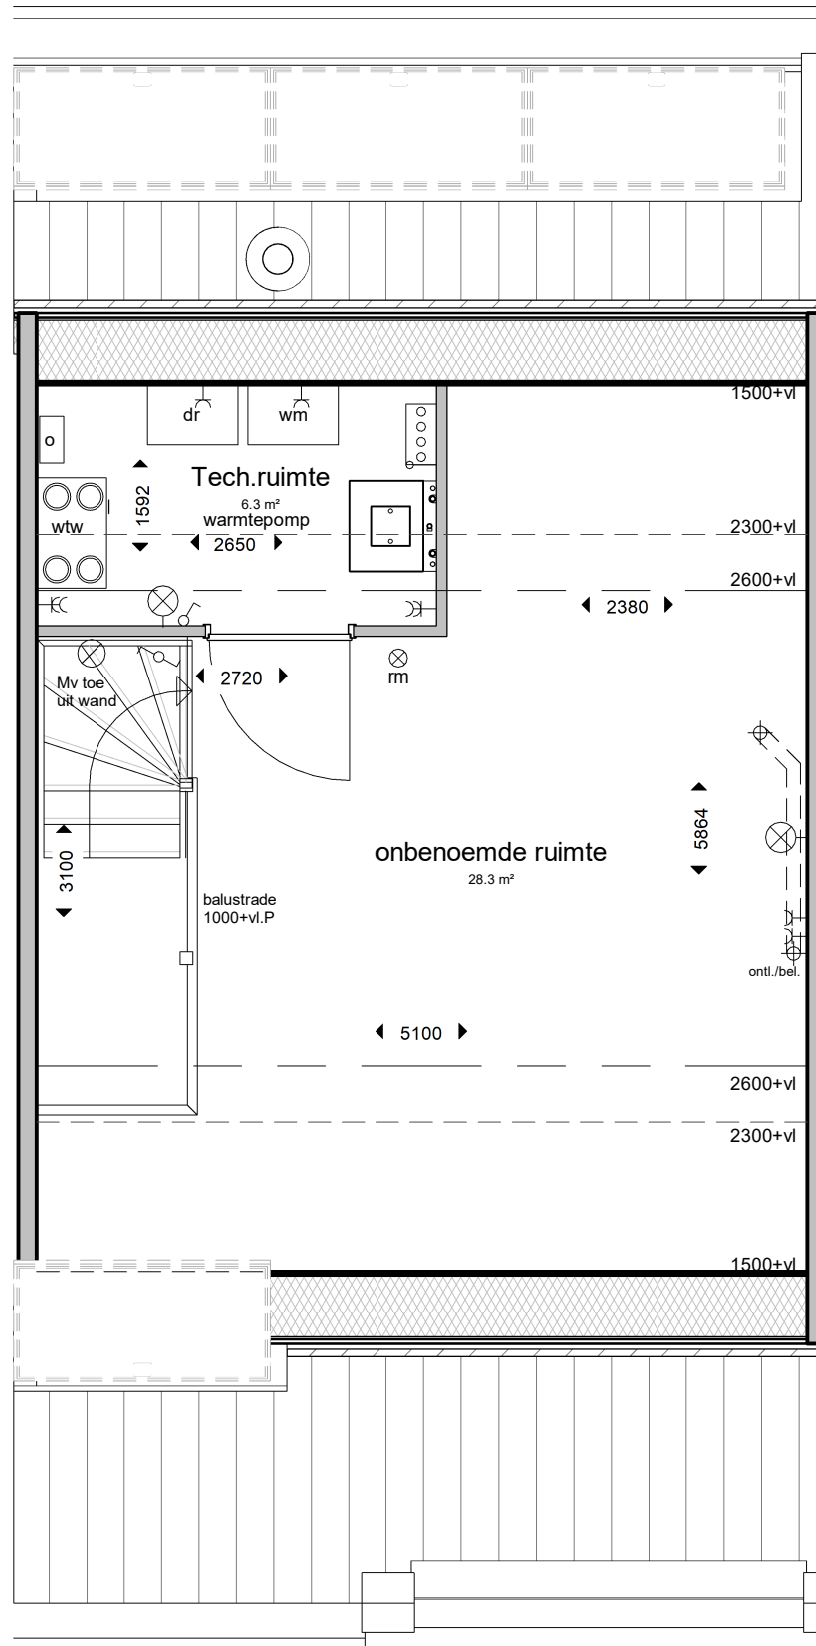 1500+vl
dr
wm
o
Tech.ruimte
6.3 m²
1592
wtw
warmtepomp
2650
2300+vl
2600+vl
2380
2720
rm
Mv toe
uit wand
5864
onbenoemde ruimte
28.3 m²
3100
balustrade
1000+vl.P
ontl./bel.
5100
2600+vl
2300+vl
1500+vl